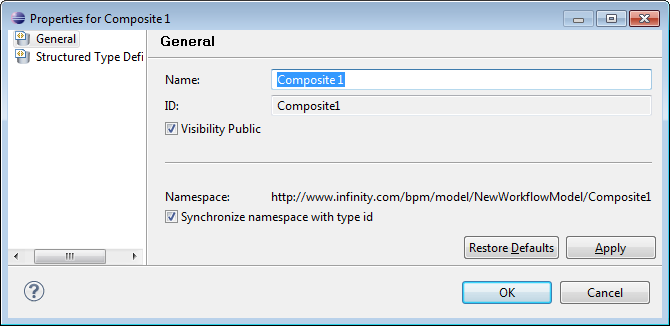 Properties for Composite 1
General
Structured Type Defi
General
Name: Composite 1
ID: Composite1
Visibility Public
Namespace: http://www.infinity.com/bpm/model/NewWorkflowModel/Composite1
Synchronize namespace with type id
Restore Defaults Apply
? OK Cancel